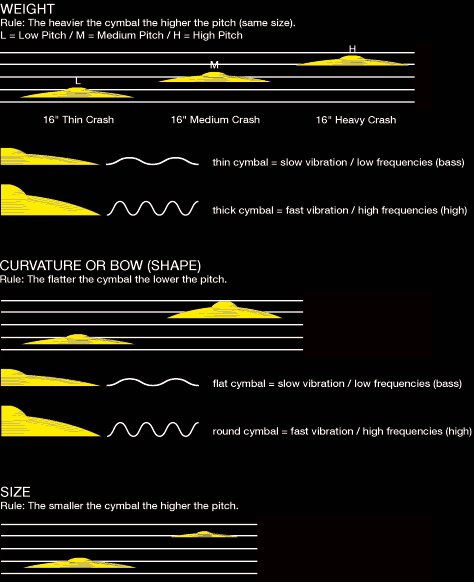 WEIGHT
Rule: The heavier the cymbal the higher the pitch (same size).
L = Low Pitch / M = Medium Pitch / H = High Pitch
H
M
L
16" Thin Crash 16" Medium Crash 16" Heavy Crash
thin cymbal = slow vibration / low frequencies (bass)
thick cymbal = fast vibration / high frequencies (high)
CURVATURE OR BOW (SHAPE)
Rule: The flatter the cymbal the lower the pitch.
flat cymbal = slow vibration / low frequencies (bass)
round cymbal = fast vibration / high frequencies (high)
SIZE
Rule: The smaller the cymbal the higher the pitch.